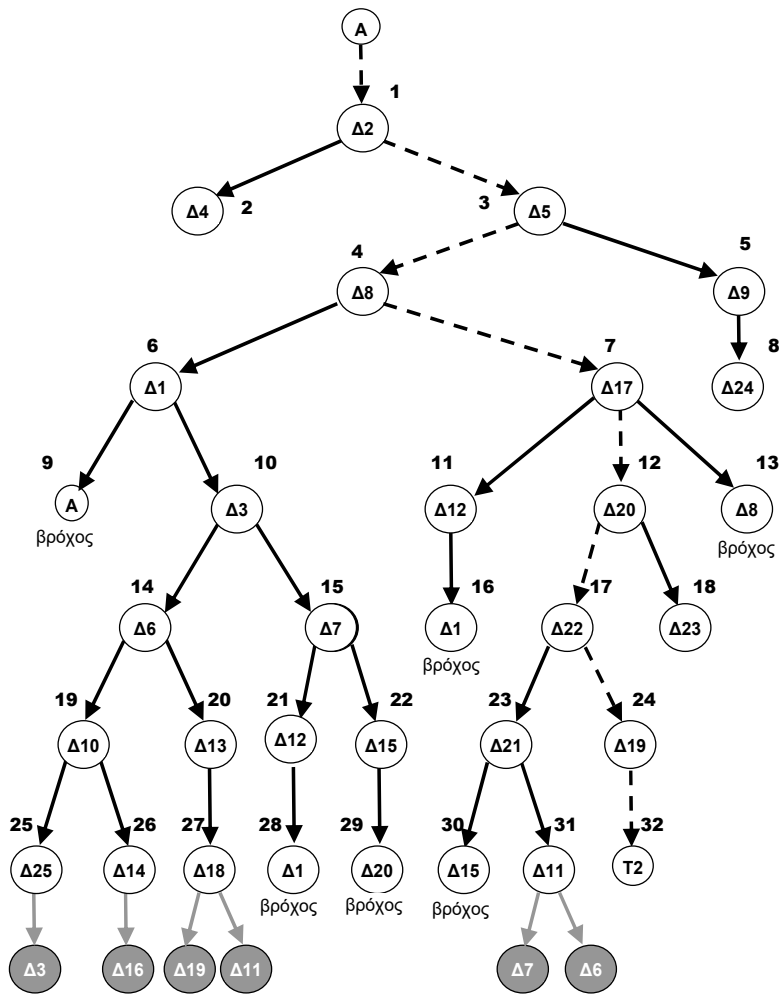 A
1
Δ2
Δ4
2
3
Δ5
4
5
Δ8
Δ9
6
7
8
Δ1
Δ17
Δ24
9
10
11
12
13
A
Δ3
Δ12
Δ20
Δ8
βρόχος
βρόχος
14
15
16
17
18
Δ6
Δ7
Δ1
Δ22
Δ23
βρόχος
19
20
21
22
23
24
Δ10
Δ13
Δ12
Δ15
Δ21
Δ19
25
26
27
28
29
30
31
32
Δ25
Δ14
Δ18
Δ1
Δ20
Δ15
Δ11
T2
βρόχος
βρόχος
βρόχος
Δ3
Δ16
Δ19
Δ11
Δ7
Δ6